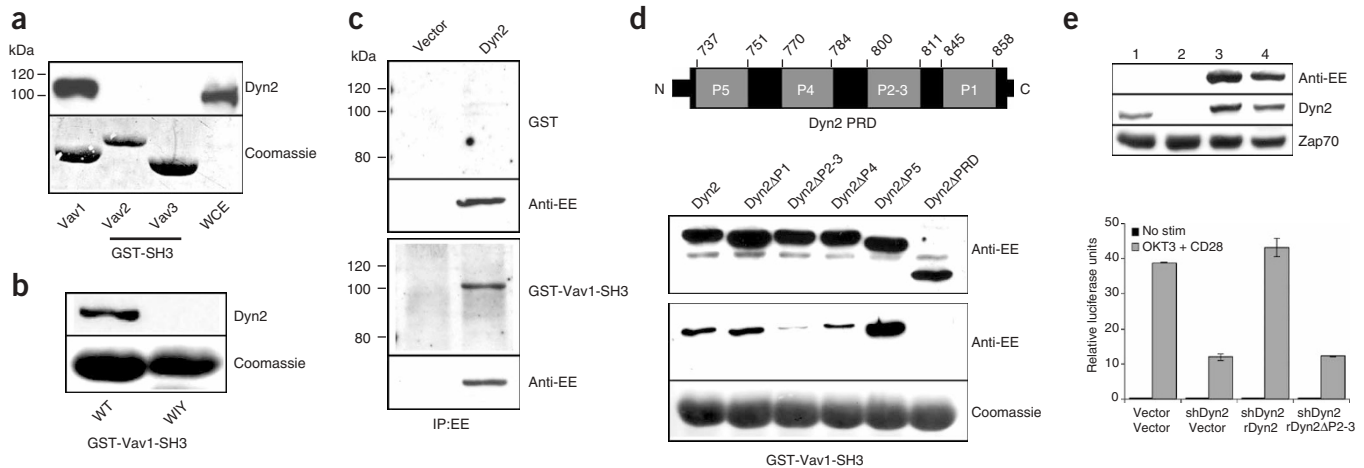 a
kDa
120
100
Dyn2
Coomassie
Vav1
Vav2
Vav3
WCE
GST-SH3
b
Dyn2
Coomassie
WT
WIY
GST-Vav1-SH3
c
Vector
Dyn2
kDa
120
100
80
GST
Anti-EE
120
100
80
GST-Vav1-SH3
Anti-EE
IP:EE
d
737
751
770
784
800
811
845
858
N
P5
P4
P2-3
P1
C
Dyn2 PRD
Dyn2
Dyn2ΔP1
Dyn2ΔP2-3
Dyn2ΔP4
Dyn2ΔP5
Dyn2ΔPRD
Anti-EE
Anti-EE
Coomassie
GST-Vav1-SH3
e
1 2 3 4
Anti-EE
Dyn2
Zap70
No stim
OKT3 + CD28
Relative luciferase units
50
40
30
20
10
0
Vector
Vector
shDyn2
Vector
shDyn2
rDyn2
shDyn2
rDyn2ΔP2-3